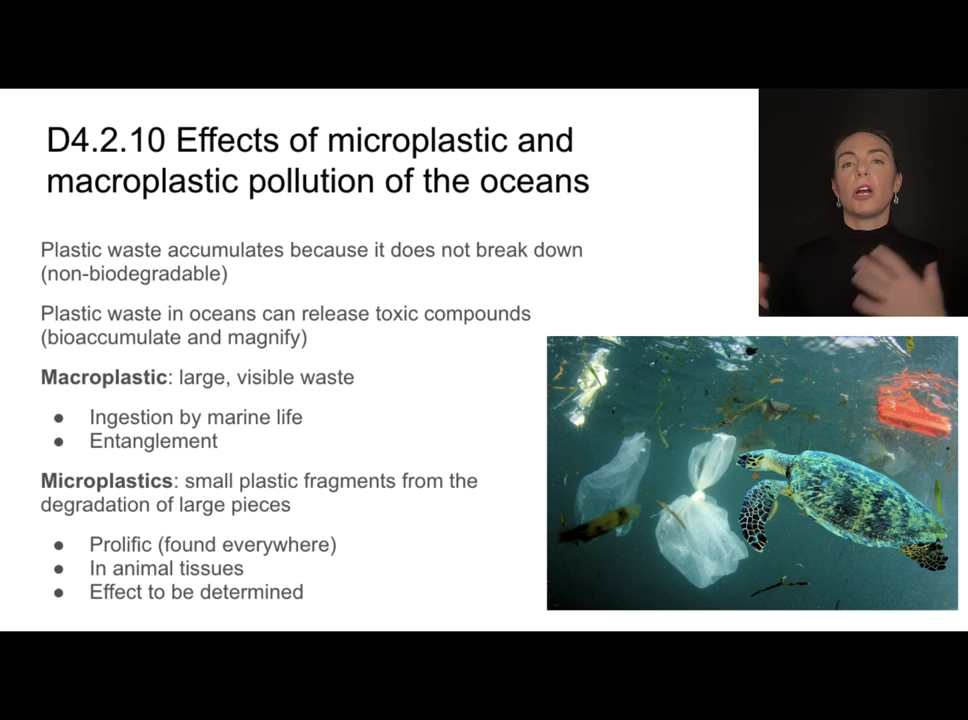 D4.2.10 Effects of microplastic and
macroplastic pollution of the oceans
Plastic waste accumulates because it does not break down
(non-biodegradable)
Plastic waste in oceans can release toxic compounds
(bioaccumulate and magnify)
Macroplastic: large, visible waste
● Ingestion by marine life
● Entanglement
Microplastics: small plastic fragments from the
degradation of large pieces
● Prolific (found everywhere)
● In animal tissues
● Effect to be determined